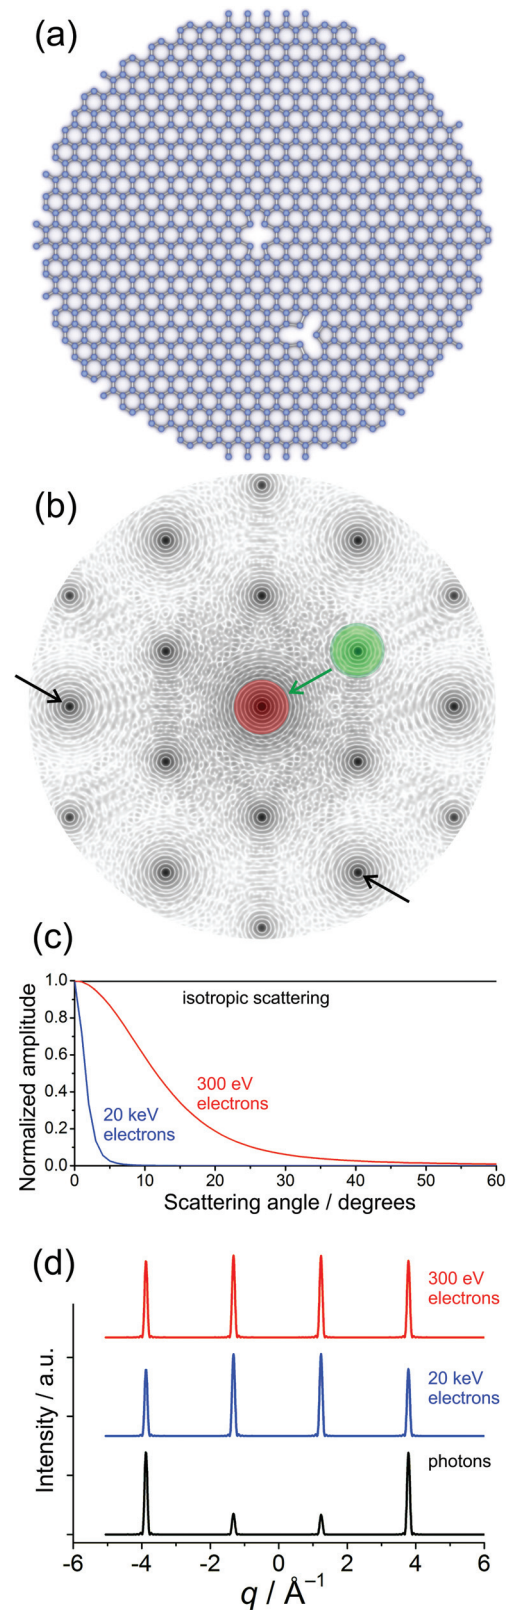 (a)
(b)
(c)
Normalized amplitude
1.0
0.8
0.6
0.4
0.2
0.0
isotropic scattering
300 eV
electrons
20 keV
electrons
0 10 20 30 40 50 60
Scattering angle / degrees
(d)
Intensity / a.u.
300 eV
electrons
20 keV
electrons
photons
-6 -4 -2 0 2 4 6
q / Å⁻¹